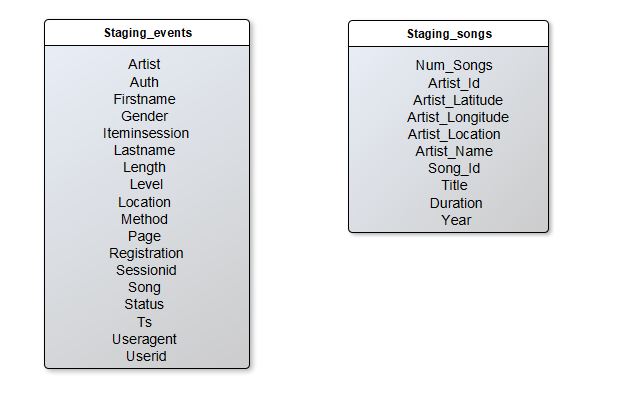 Staging_events
Artist
Auth
Firstname
Gender
Iteminsession
Lastname
Length
Level
Location
Method
Page
Registration
Sessionid
Song
Status
Ts
Useragent
Userid
Staging_songs
Num_Songs
Artist_Id
Artist_Latitude
Artist_Longitude
Artist_Location
Artist_Name
Song_Id
Title
Duration
Year